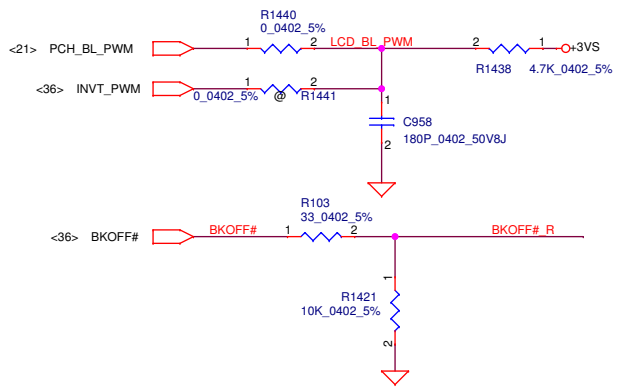 R1440
0_0402_5%
<21> PCH_BL_PWM
1
2
LCD_BL_PWM
2
1
+3VS
R1438
4.7K_0402_5%
<36> INVT_PWM
1
2
0_0402_5%
@
R1441
1
C958
180P_0402_50V8J
2
R103
33_0402_5%
<36> BKOFF#
BKOFF#
1
2
BKOFF#_R
1
R1421
10K_0402_5%
2